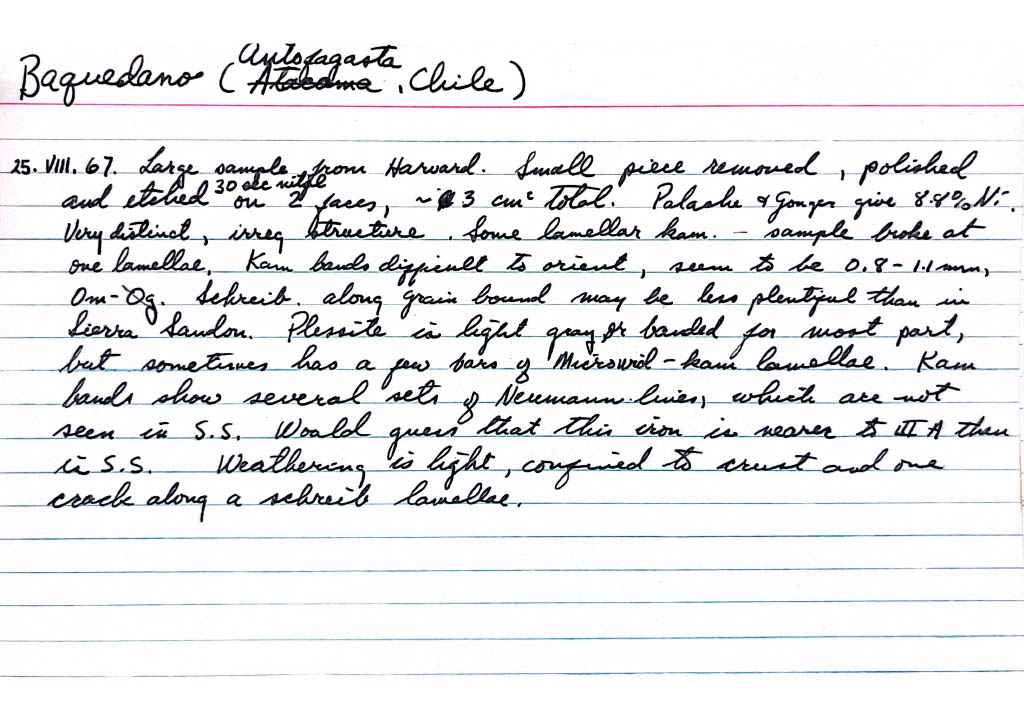 Baquedano (Atacama, Chile)
Antofagasta
25. VIII. 67. Large sample from Harvard. Small piece removed, polished
30 sec nital
and etched on 2 faces, ~ 3 cm² total. Palache & Gonyer give 8.8% Ni.
Very distinct, irreg structure. Some lamellar kam. - sample broke at
one lamellae. Kam bands difficult to orient, seem to be 0.8-1.1 mm,
Om-Og. Schreib. along grain bound may be less plentiful than in
Sierra Sandon. Plessite is light gray or banded for most part,
but sometimes has a few bars of Microwid-kam lamellae. Kam
bands show several sets of Neumann lines, which are not
seen in S.S. Would guess that this iron is nearer to III A than
is S.S. Weathering is light, confined to crust and one
crack along a schreib lamellae.